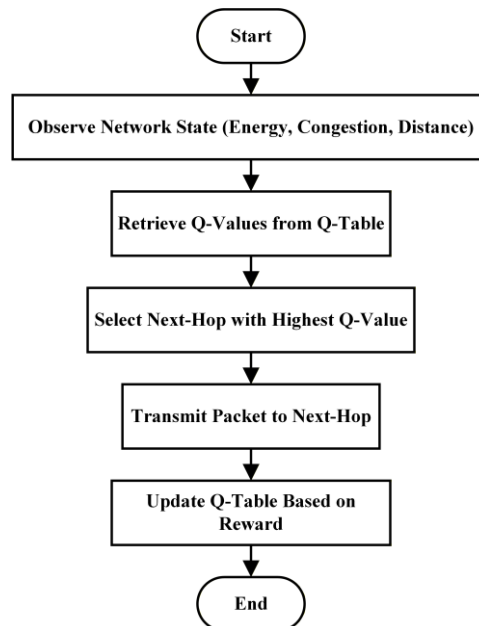 Start
Observe Network State (Energy, Congestion, Distance)
Retrieve Q-Values from Q-Table
Select Next-Hop with Highest Q-Value
Transmit Packet to Next-Hop
Update Q-Table Based on
Reward
End